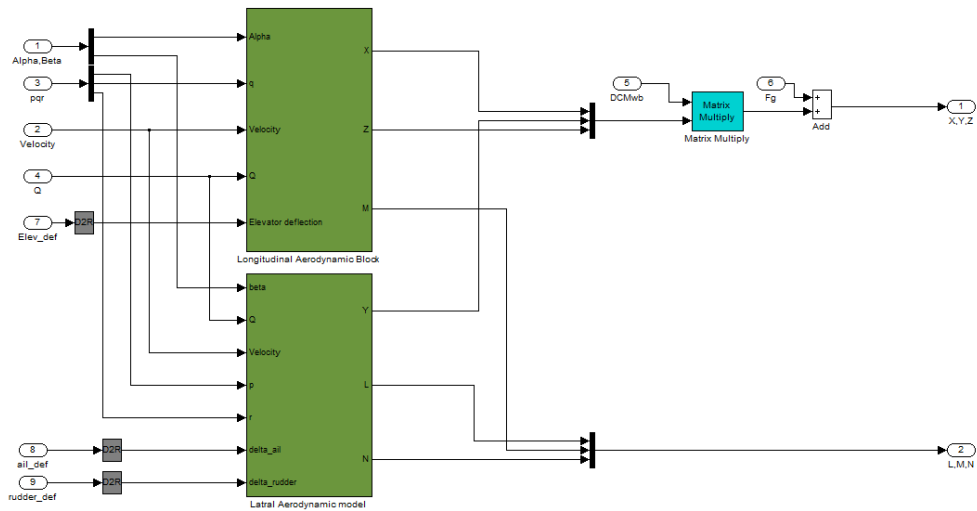 1
Alpha,Beta
3
pqr
2
Velocity
4
Q
7
Elev_def
D2R
Alpha
q
Velocity
Q
Elevator deflection
X
Z
M
Longitudinal Aerodynamic Block
beta
Q
Velocity
p
r
delta_ail
delta_rudder
Y
L
N
Latral Aerodynamic model
8
ail_def
D2R
9
rudder_def
D2R
5
DCMwb
Matrix
Multiply
Matrix Multiply
6
Fg
+
+
Add
1
X,Y,Z
2
L,M,N